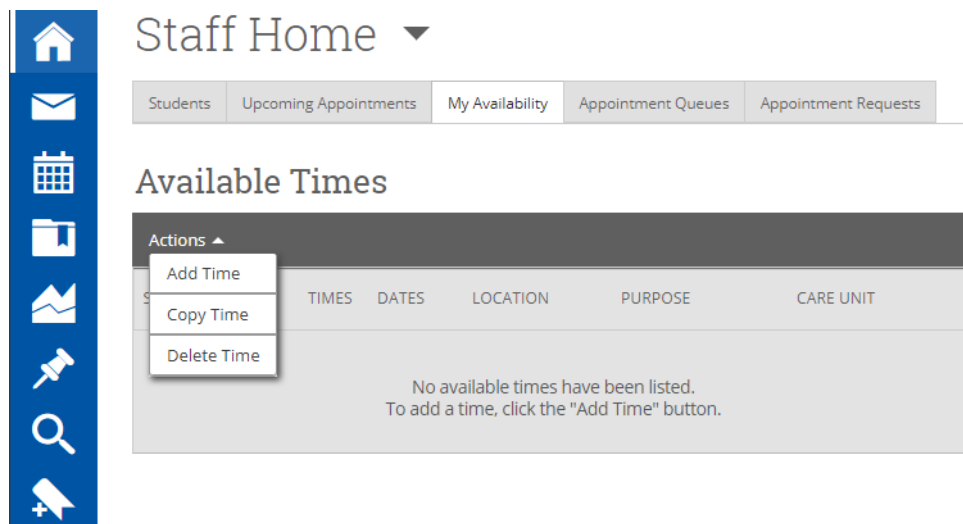 Staff Home
Students Upcoming Appointments My Availability Appointment Queues Appointment Requests
Available Times
Actions
Add Time
TIMES DATES LOCATION PURPOSE CARE UNIT
Copy Time
Delete Time
No available times have been listed.
To add a time, click the "Add Time" button.